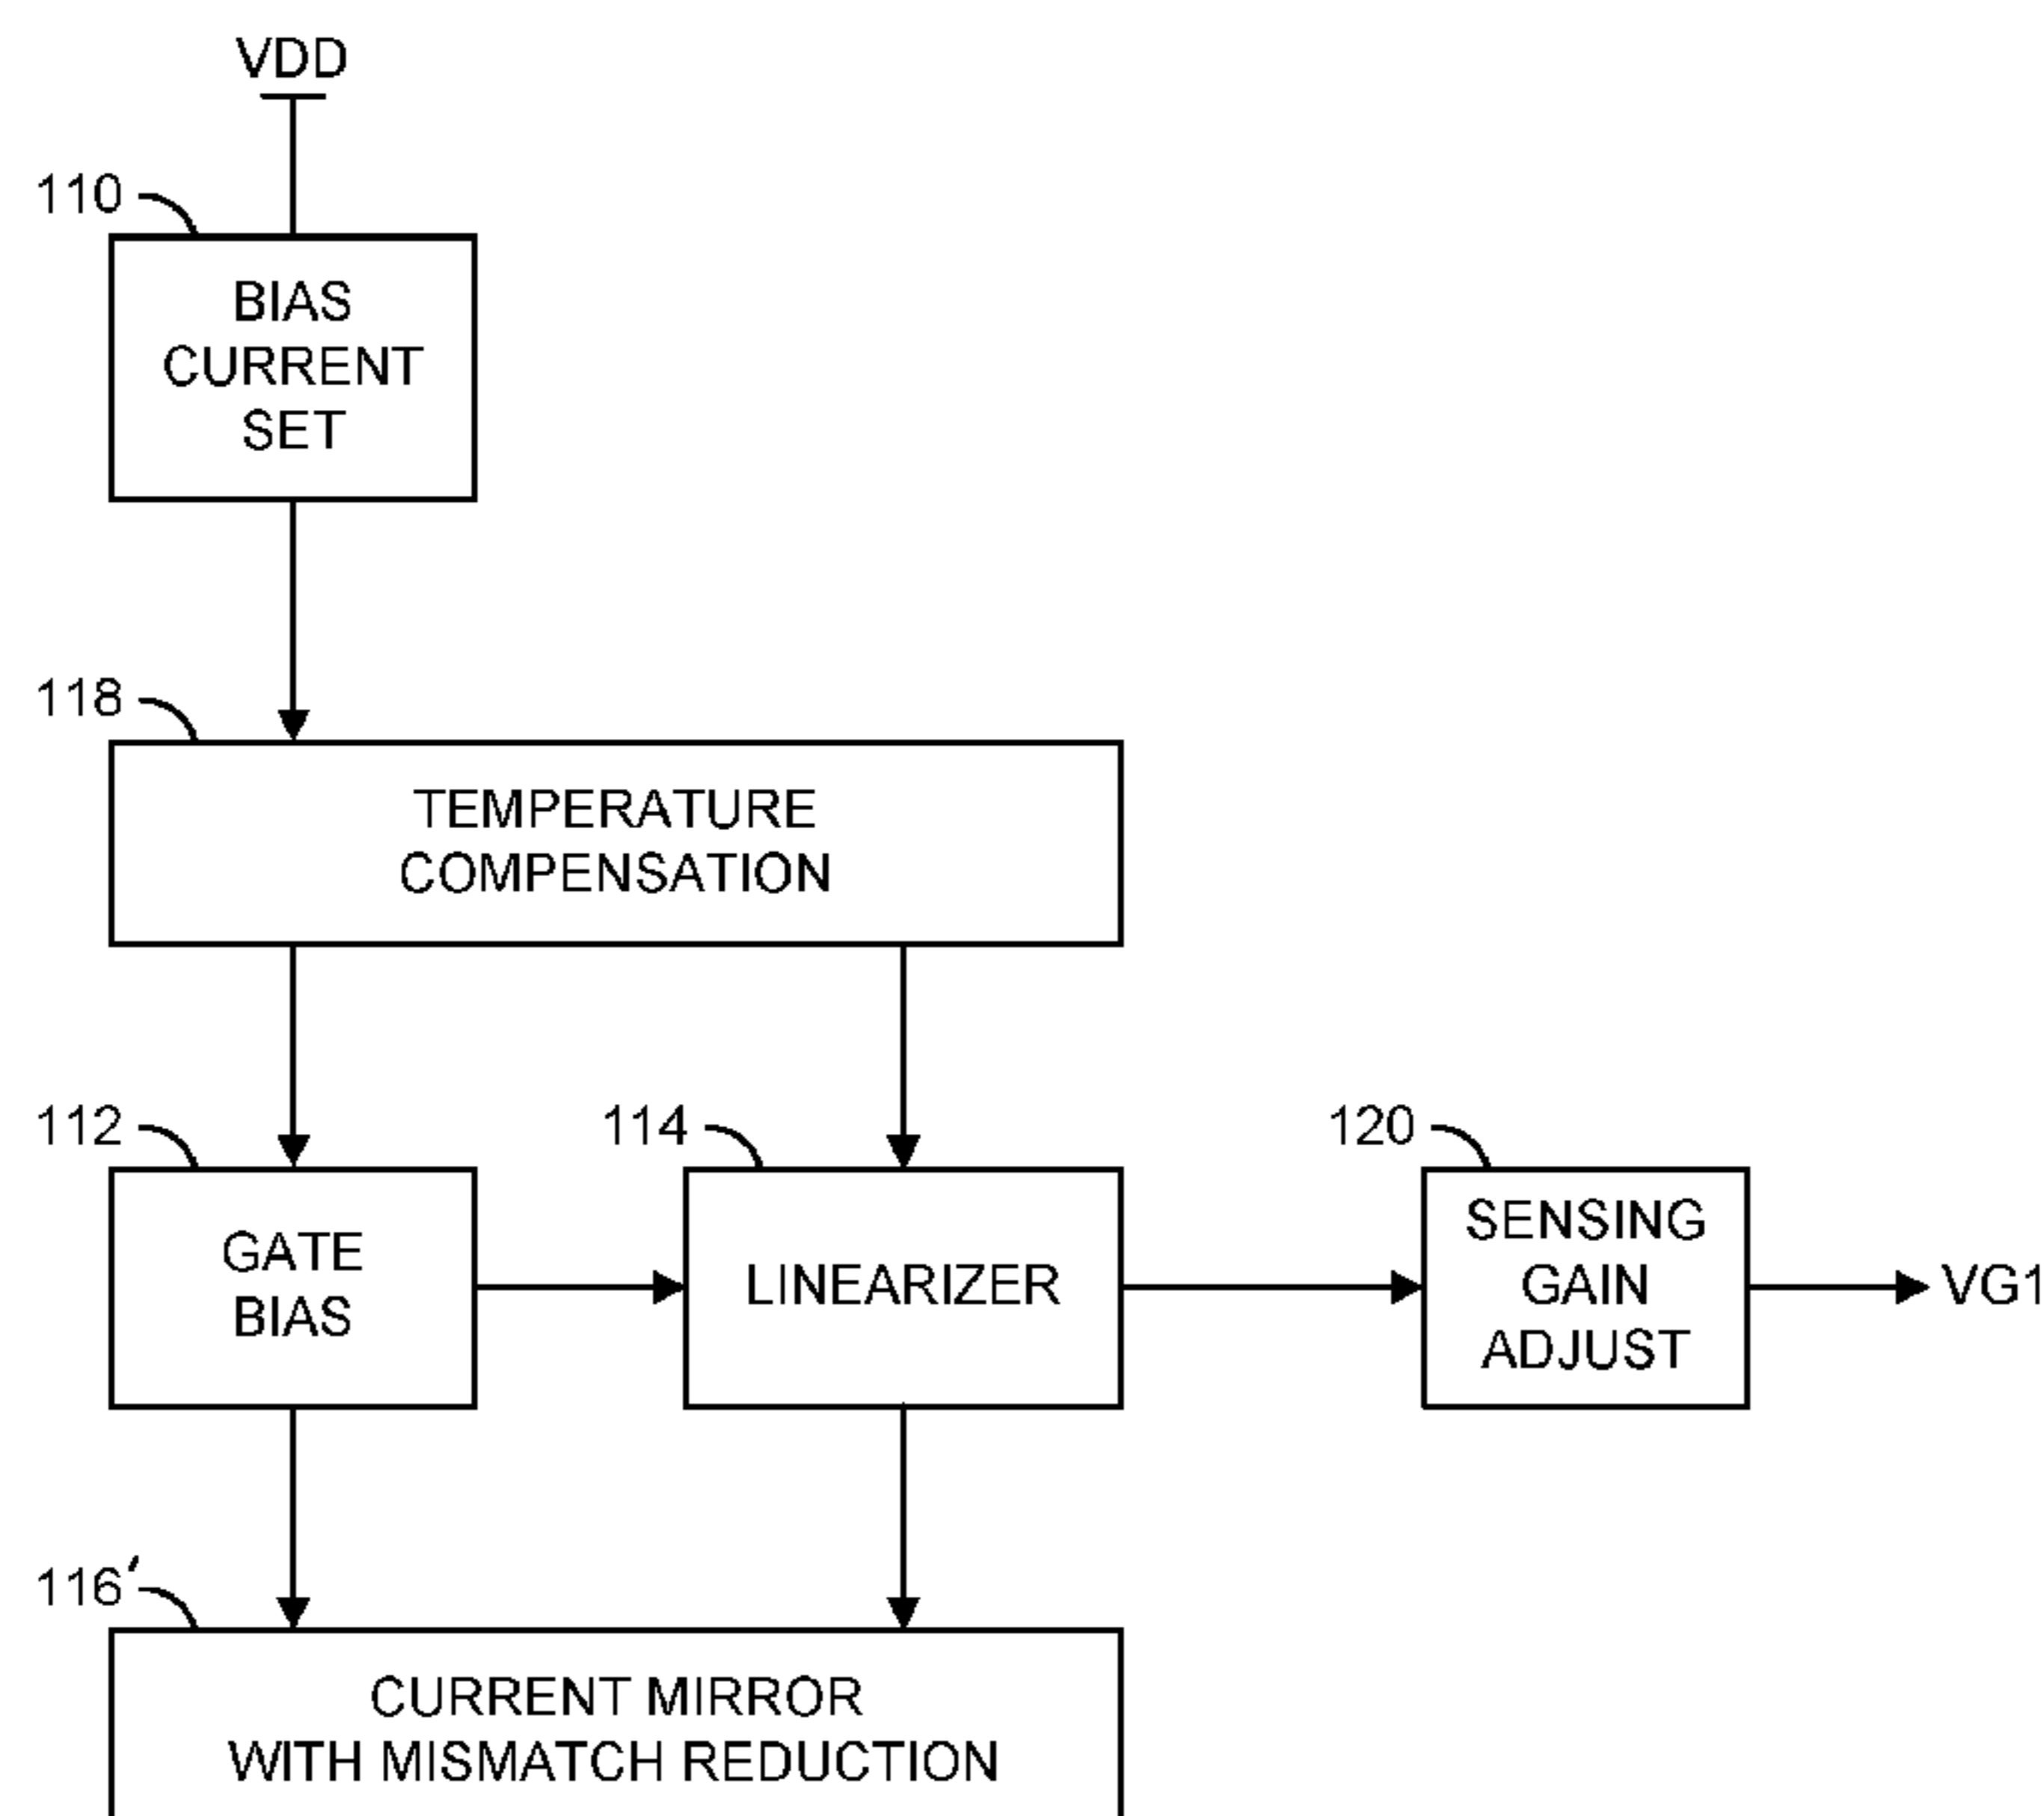 VDD
110
BIAS
CURRENT
SET
118
TEMPERATURE
COMPENSATION
112
GATE
BIAS
114
LINEARIZER
120
SENSING
GAIN
ADJUST
VG1
116′
CURRENT MIRROR
WITH MISMATCH REDUCTION